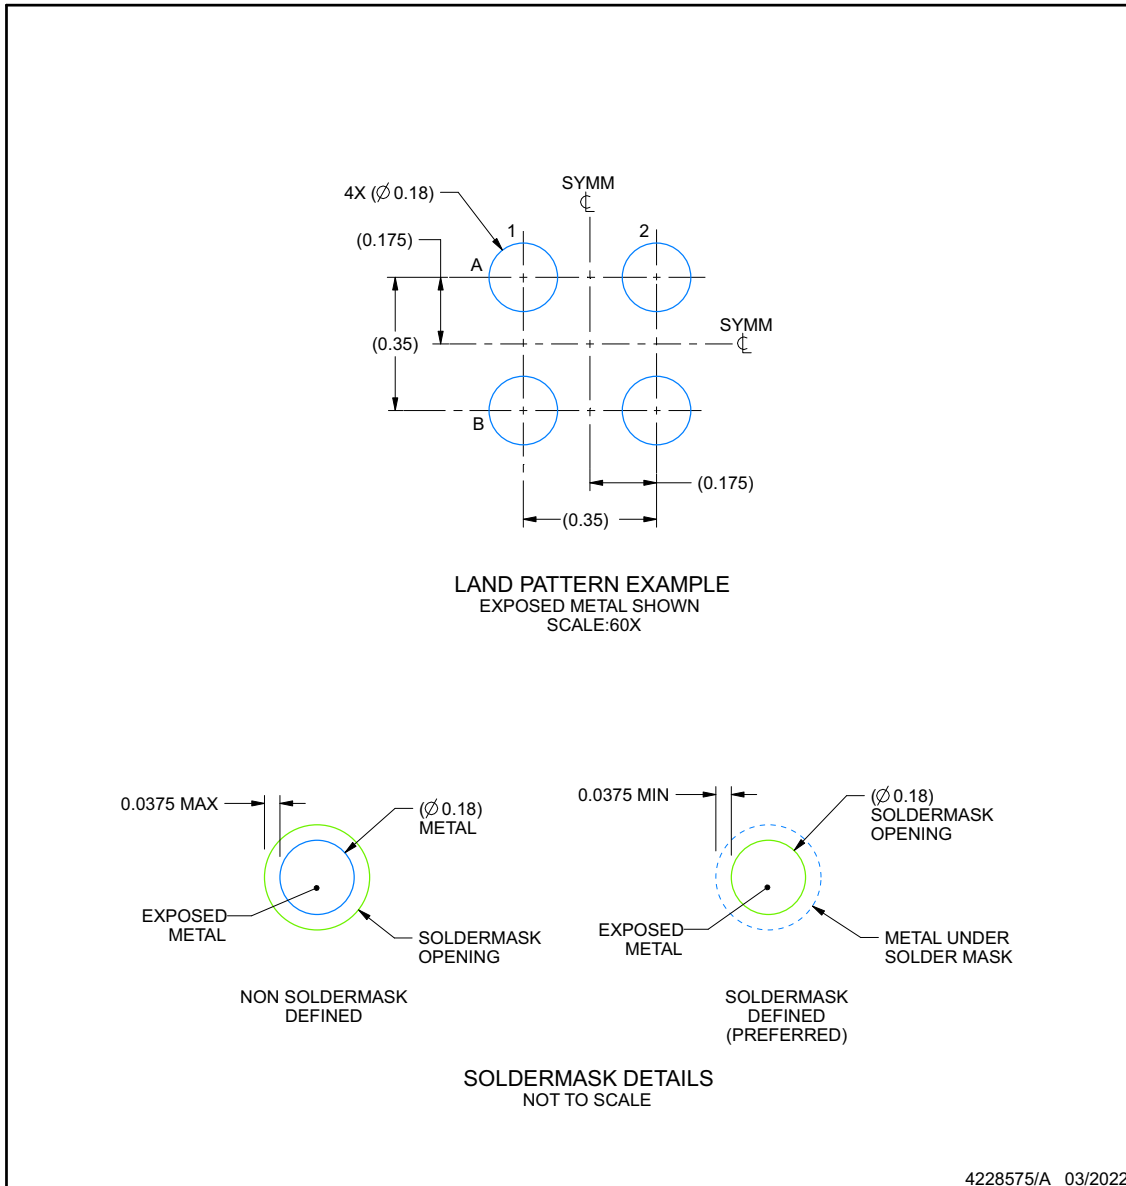 SYMM
4X (∅ 0.18)
1
2
(0.175)
A
SYMM
(0.35)
B
(0.175)
(0.35)
LAND PATTERN EXAMPLE
EXPOSED METAL SHOWN
SCALE:60X
0.0375 MAX
(∅ 0.18)
METAL
EXPOSED
METAL
SOLDERMASK
OPENING
NON SOLDERMASK
DEFINED
0.0375 MIN
(∅ 0.18)
SOLDERMASK
OPENING
EXPOSED
METAL
METAL UNDER
SOLDER MASK
SOLDERMASK
DEFINED
(PREFERRED)
SOLDERMASK DETAILS
NOT TO SCALE
4228575/A 03/2022